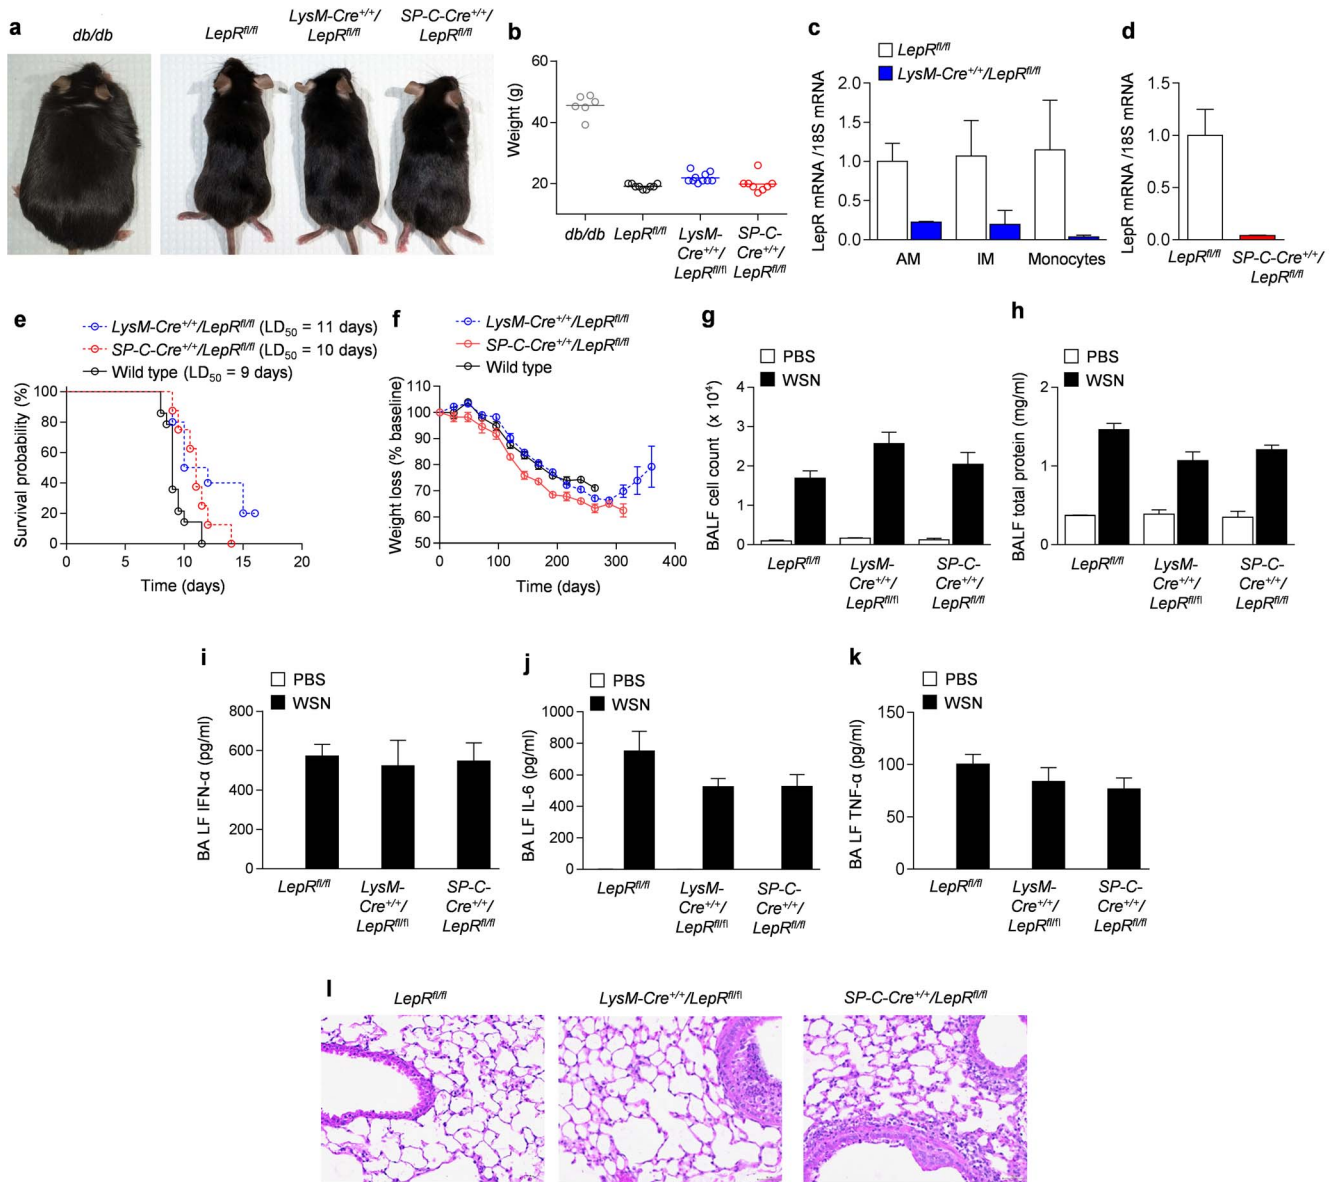 a
db/db
LepR^fl/fl
LysM-Cre^+/+/
LepR^fl/fl
SP-C-Cre^+/+/
LepR^fl/fl
b
Weight (g)
60
40
20
db/db
LepR^fl/fl
LysM-
Cre^+/+/
LepR^fl/fl
SP-C-
Cre^+/+/
LepR^fl/fl
c
LepR^fl/fl
LysM-Cre^+/+/LepR^fl/fl
LepR mRNA /18S mRNA
2.0
1.5
1.0
0.5
0.0
AM
IM
Monocytes
d
LepR mRNA /18S mRNA
1.5
1.0
0.5
0.0
LepR^fl/fl
SP-C-Cre^+/+/
LepR^fl/fl
e
LysM-Cre^+/+/LepR^fl/fl (LD50 = 11 days)
SP-C-Cre^+/+/LepR^fl/fl (LD50 = 10 days)
Wild type (LD50 = 9 days)
Survival probability (%)
100
80
60
40
20
0
0 5 10 15 20
Time (days)
f
LysM-Cre^+/+/LepR^fl/fl
SP-C-Cre^+/+/LepR^fl/fl
Wild type
Weight loss (% baseline)
110
100
90
80
70
60
50
0 100 200 300 400
Time (days)
g
PBS
WSN
BALF cell count (x 10⁴)
4
3
2
1
0
LepR^fl/fl
LysM-
Cre^+/+/
LepR^fl/fl
SP-C-
Cre^+/+/
LepR^fl/fl
h
PBS
WSN
BALF total protein (mg/ml)
2
1
0
LepR^fl/fl
LysM-
Cre^+/+/
LepR^fl/fl
SP-C-
Cre^+/+/
LepR^fl/fl
i
PBS
WSN
BA LF IFN-α (pg/ml)
800
600
400
200
0
LepR^fl/fl
LysM-
Cre^+/+/
LepR^fl/fl
SP-C-
Cre^+/+/
LepR^fl/fl
j
PBS
WSN
BA LF IL-6 (pg/ml)
1000
800
600
400
200
0
LepR^fl/fl
LysM-
Cre^+/+/
LepR^fl/fl
SP-C-
Cre^+/+/
LepR^fl/fl
k
PBS
WSN
BA LF TNF-α (pg/ml)
150
100
50
0
LepR^fl/fl
LysM-
Cre^+/+/
LepR^fl/fl
SP-C-
Cre^+/+/
LepR^fl/fl
l
LepR^fl/fl
LysM-Cre^+/+/LepR^fl/fl
SP-C-Cre^+/+/LepR^fl/fl